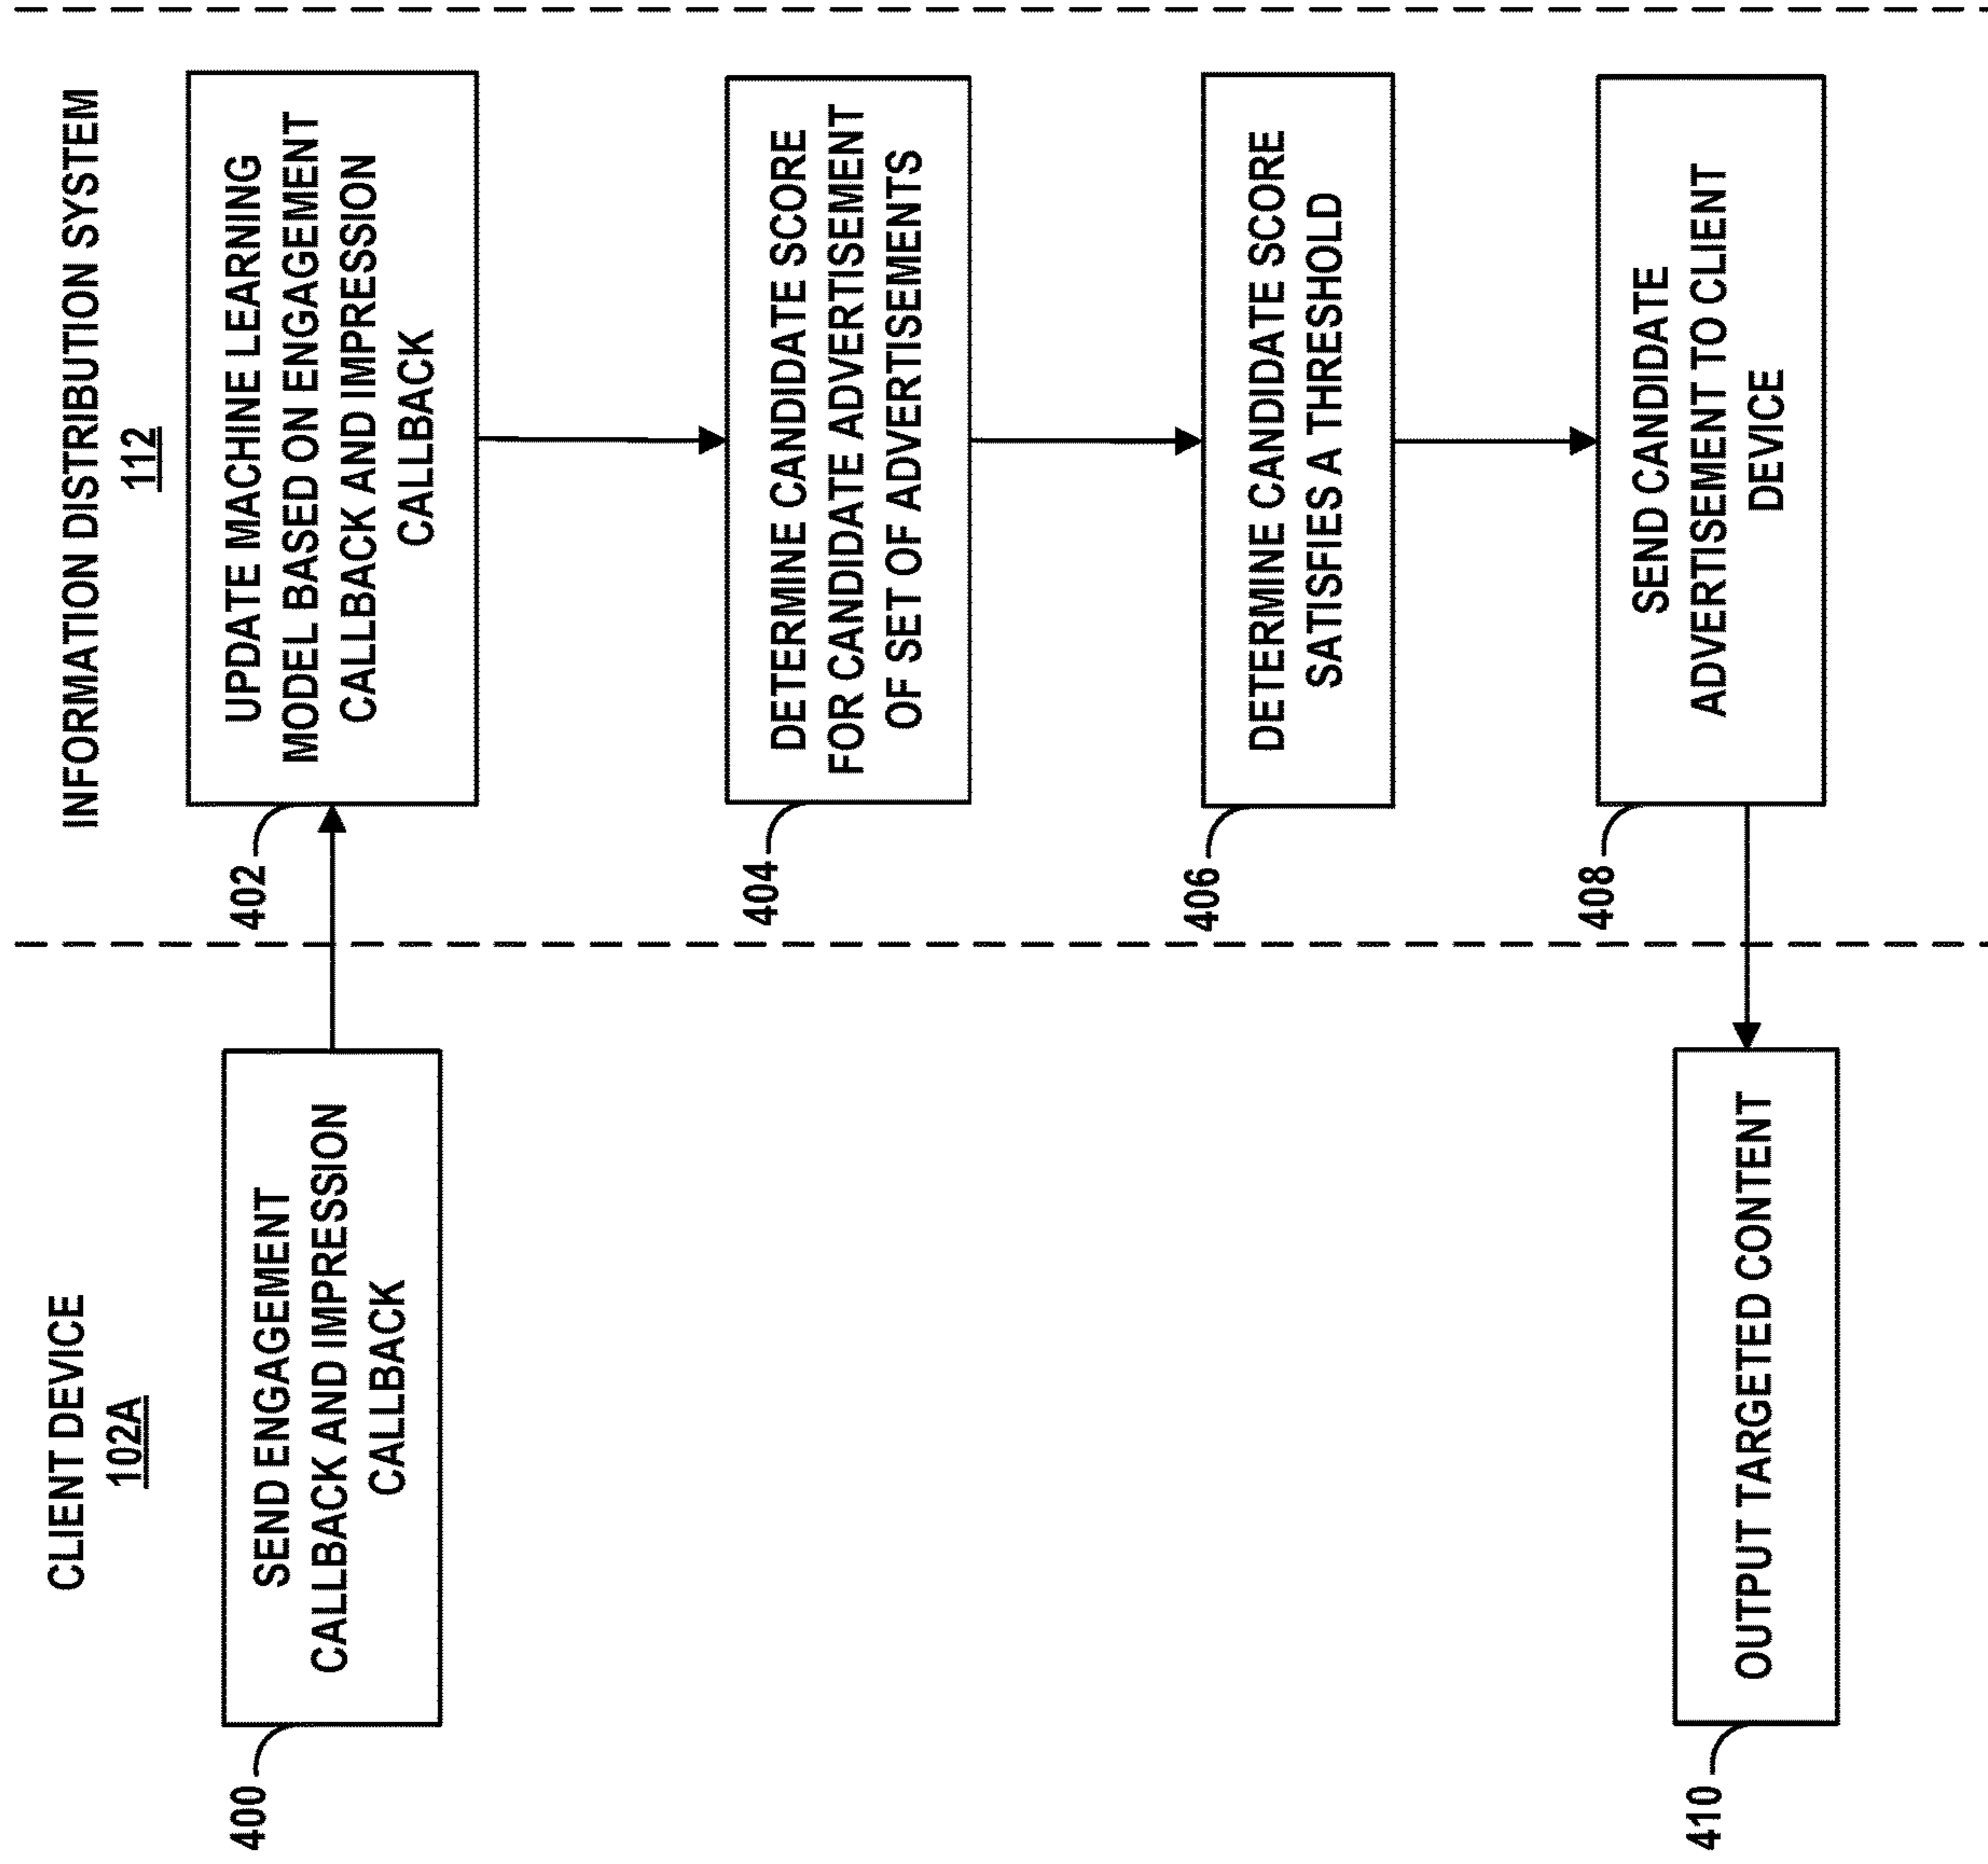 CLIENT DEVICE
102A
INFORMATION DISTRIBUTION SYSTEM
112
400
SEND ENGAGEMENT
CALLBACK AND IMPRESSION
CALLBACK
402
UPDATE MACHINE LEARNING
MODEL BASED ON ENGAGEMENT
CALLBACK AND IMPRESSION
CALLBACK
404
DETERMINE CANDIDATE SCORE
FOR CANDIDATE ADVERTISEMENT
OF SET OF ADVERTISEMENTS
406
DETERMINE CANDIDATE SCORE
SATISFIES A THRESHOLD
408
SEND CANDIDATE
ADVERTISEMENT TO CLIENT
DEVICE
410
OUTPUT TARGETED CONTENT